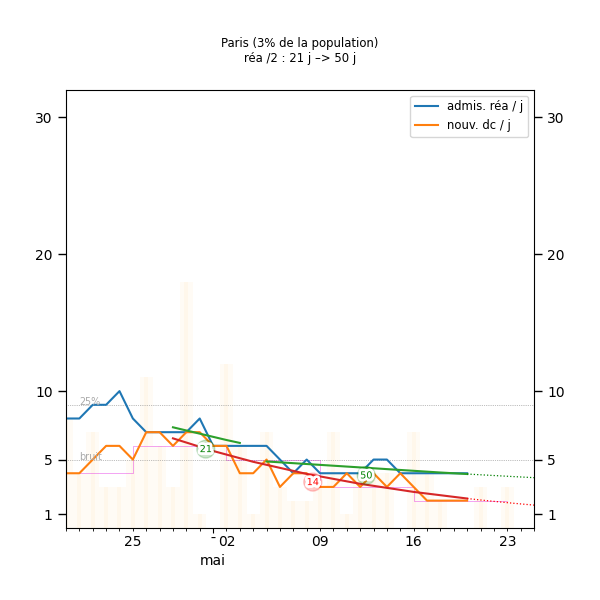 Paris (3% de la population)
réa /2 : 21 j –> 50 j
admis. réa / j
nouv. dc / j
30 30
20 20
10 10
25%
5 5
bruit
21
50
14
1 1
25 02 09 16 23
mai